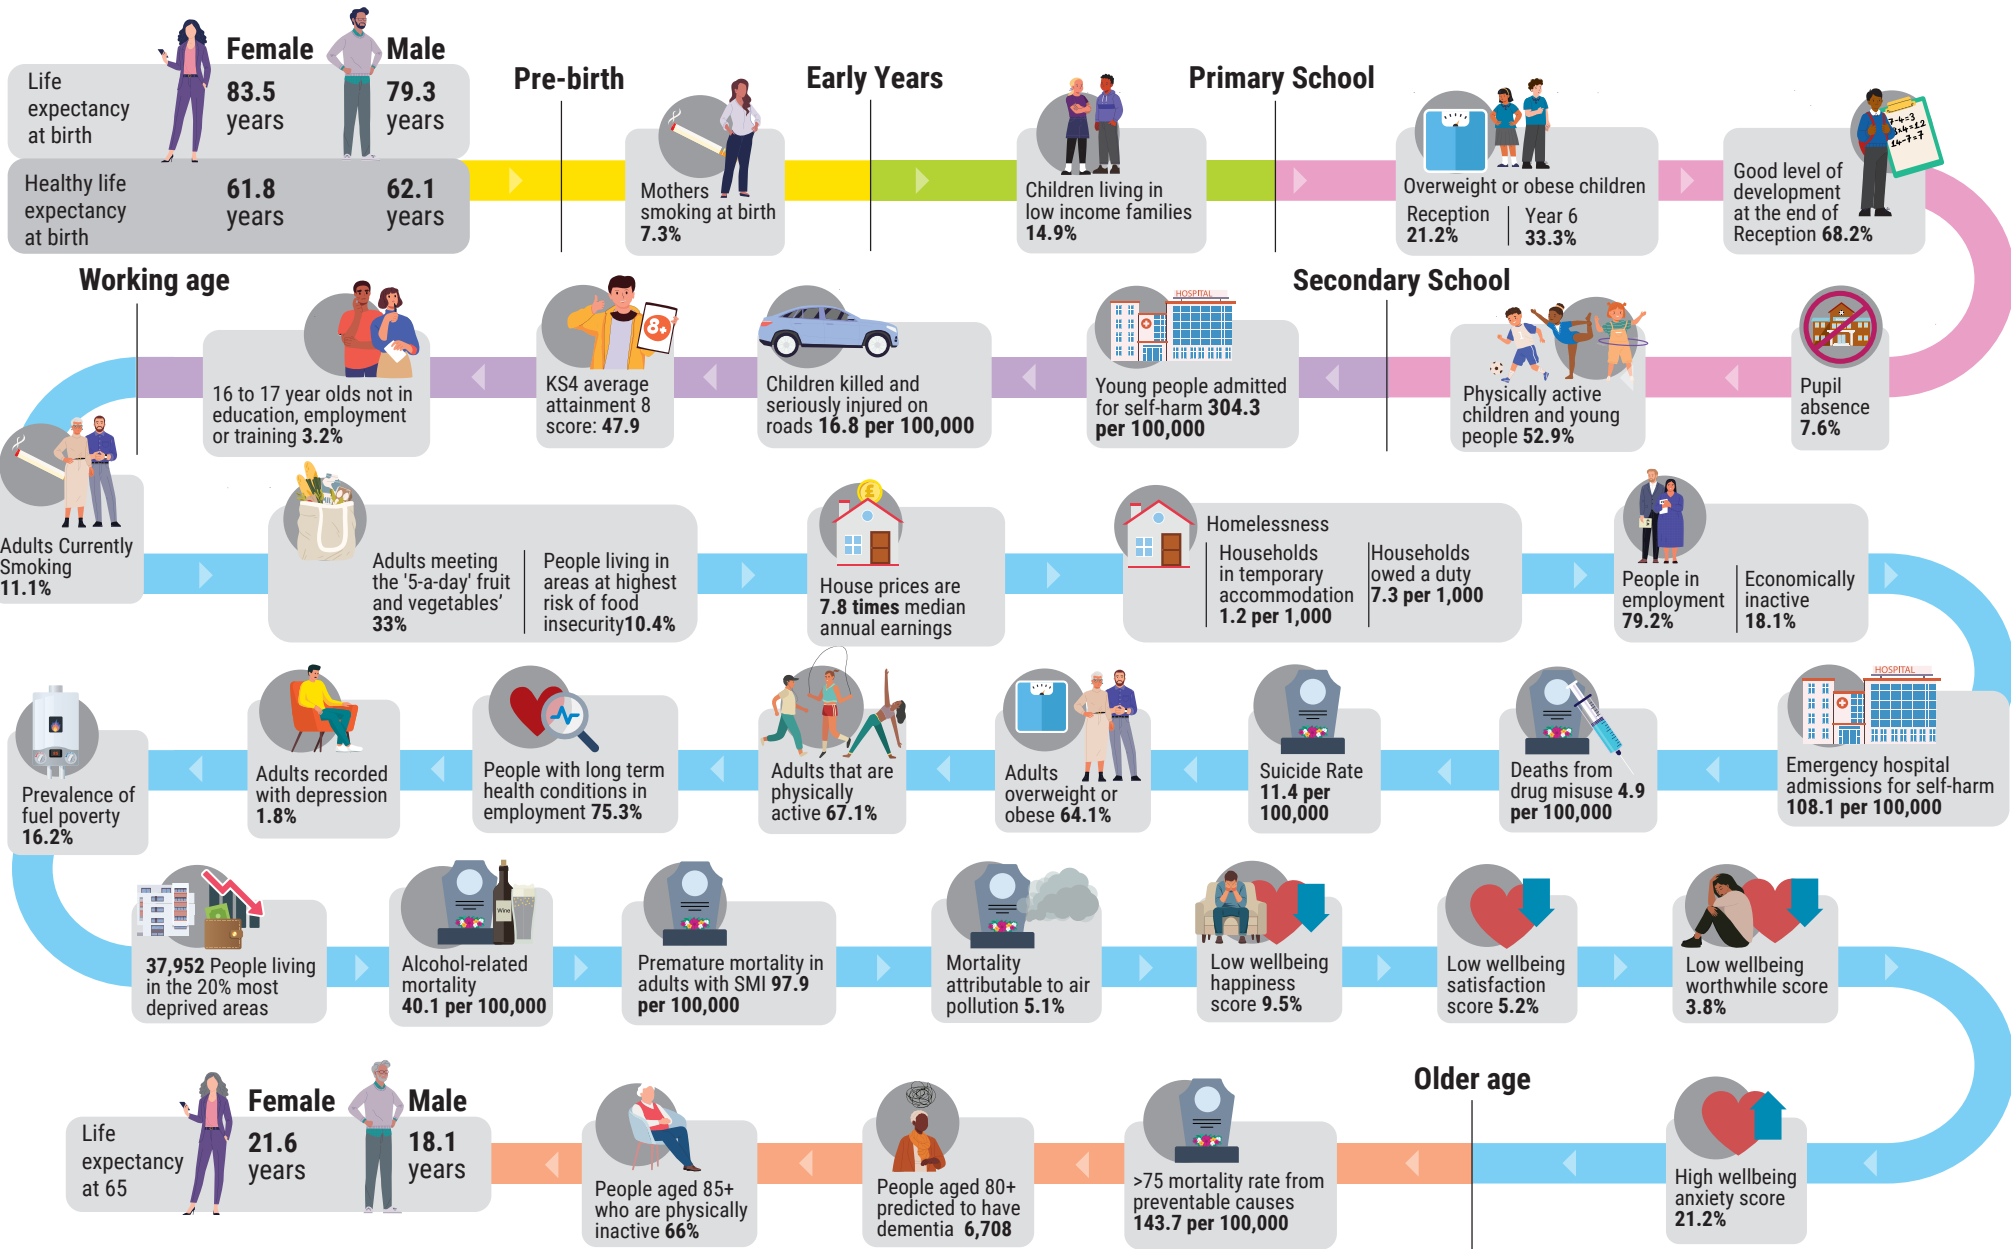 Female
Male
Life
expectancy
at birth
83.5
years
79.3
years
Healthy life
expectancy
at birth
61.8
years
62.1
years
Pre-birth
Mothers
smoking at birth
7.3%
Early Years
Children living in
low income families
14.9%
Primary School
Overweight or obese children
Reception
21.2%
Year 6
33.3%
7-4=3
3x4=12
14-7=7
Good level of
development
at the end of
Reception 68.2%
Pupil
absence
7.6%
Physically active
children and young
people 52.9%
Secondary School
HOSPITAL
Young people admitted
for self-harm 304.3
per 100,000
Children killed and
seriously injured on
roads 16.8 per 100,000
8+
KS4 average
attainment 8
score: 47.9
16 to 17 year olds not in
education, employment
or training 3.2%
Working age
Adults Currently
Smoking
11.1%
Adults meeting
the '5-a-day' fruit
and vegetables’
33%
People living in
areas at highest
risk of food
insecurity10.4%
£
House prices are
7.8 times median
annual earnings
Homelessness
Households
in temporary
accommodation
1.2 per 1,000
Households
owed a duty
7.3 per 1,000
People in
employment
79.2%
Economically
inactive
18.1%
HOSPITAL
Emergency hospital
admissions for self-harm
108.1 per 100,000
Deaths from
drug misuse 4.9
per 100,000
Suicide Rate
11.4 per
100,000
Adults
overweight or
obese 64.1%
Adults that are
physically
active 67.1%
People with long term
health conditions in
employment 75.3%
Adults recorded
with depression
1.8%
Prevalence of
fuel poverty
16.2%
37,952 People living
in the 20% most
deprived areas
Wine
Alcohol-related
mortality
40.1 per 100,000
Premature mortality in
adults with SMI 97.9
per 100,000
Mortality
attributable to air
pollution 5.1%
Low wellbeing
happiness
score 9.5%
Low wellbeing
satisfaction
score 5.2%
Low wellbeing
worthwhile score
3.8%
High wellbeing
anxiety score
21.2%
Older age
>75 mortality rate from
preventable causes
143.7 per 100,000
People aged 80+
predicted to have
dementia 6,708
People aged 85+
who are physically
inactive 66%
Female
Male
Life
expectancy
at 65
21.6
years
18.1
years